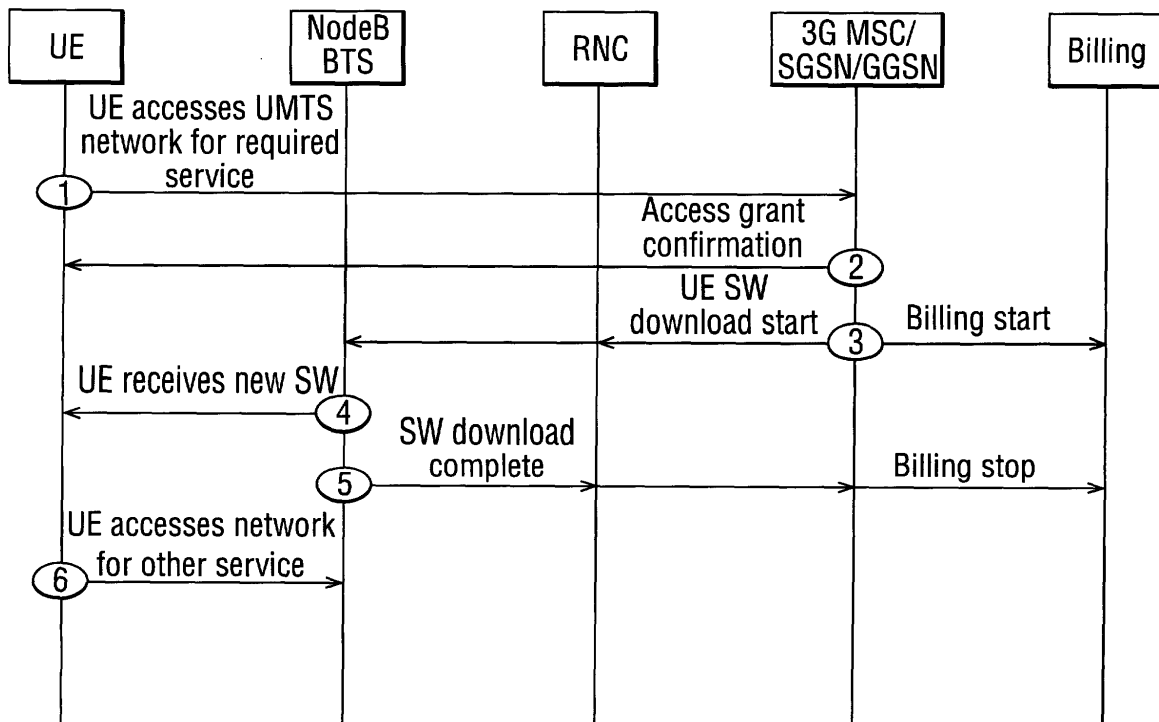 UE
NodeB
BTS
RNC
3G MSC/
SGSN/GGSN
Billing
UE accesses UMTS
network for required
service
1
Access grant
confirmation
2
UE SW
download start
3
Billing start
UE receives new SW
4
SW download
complete
5
Billing stop
UE accesses network
for other service
6